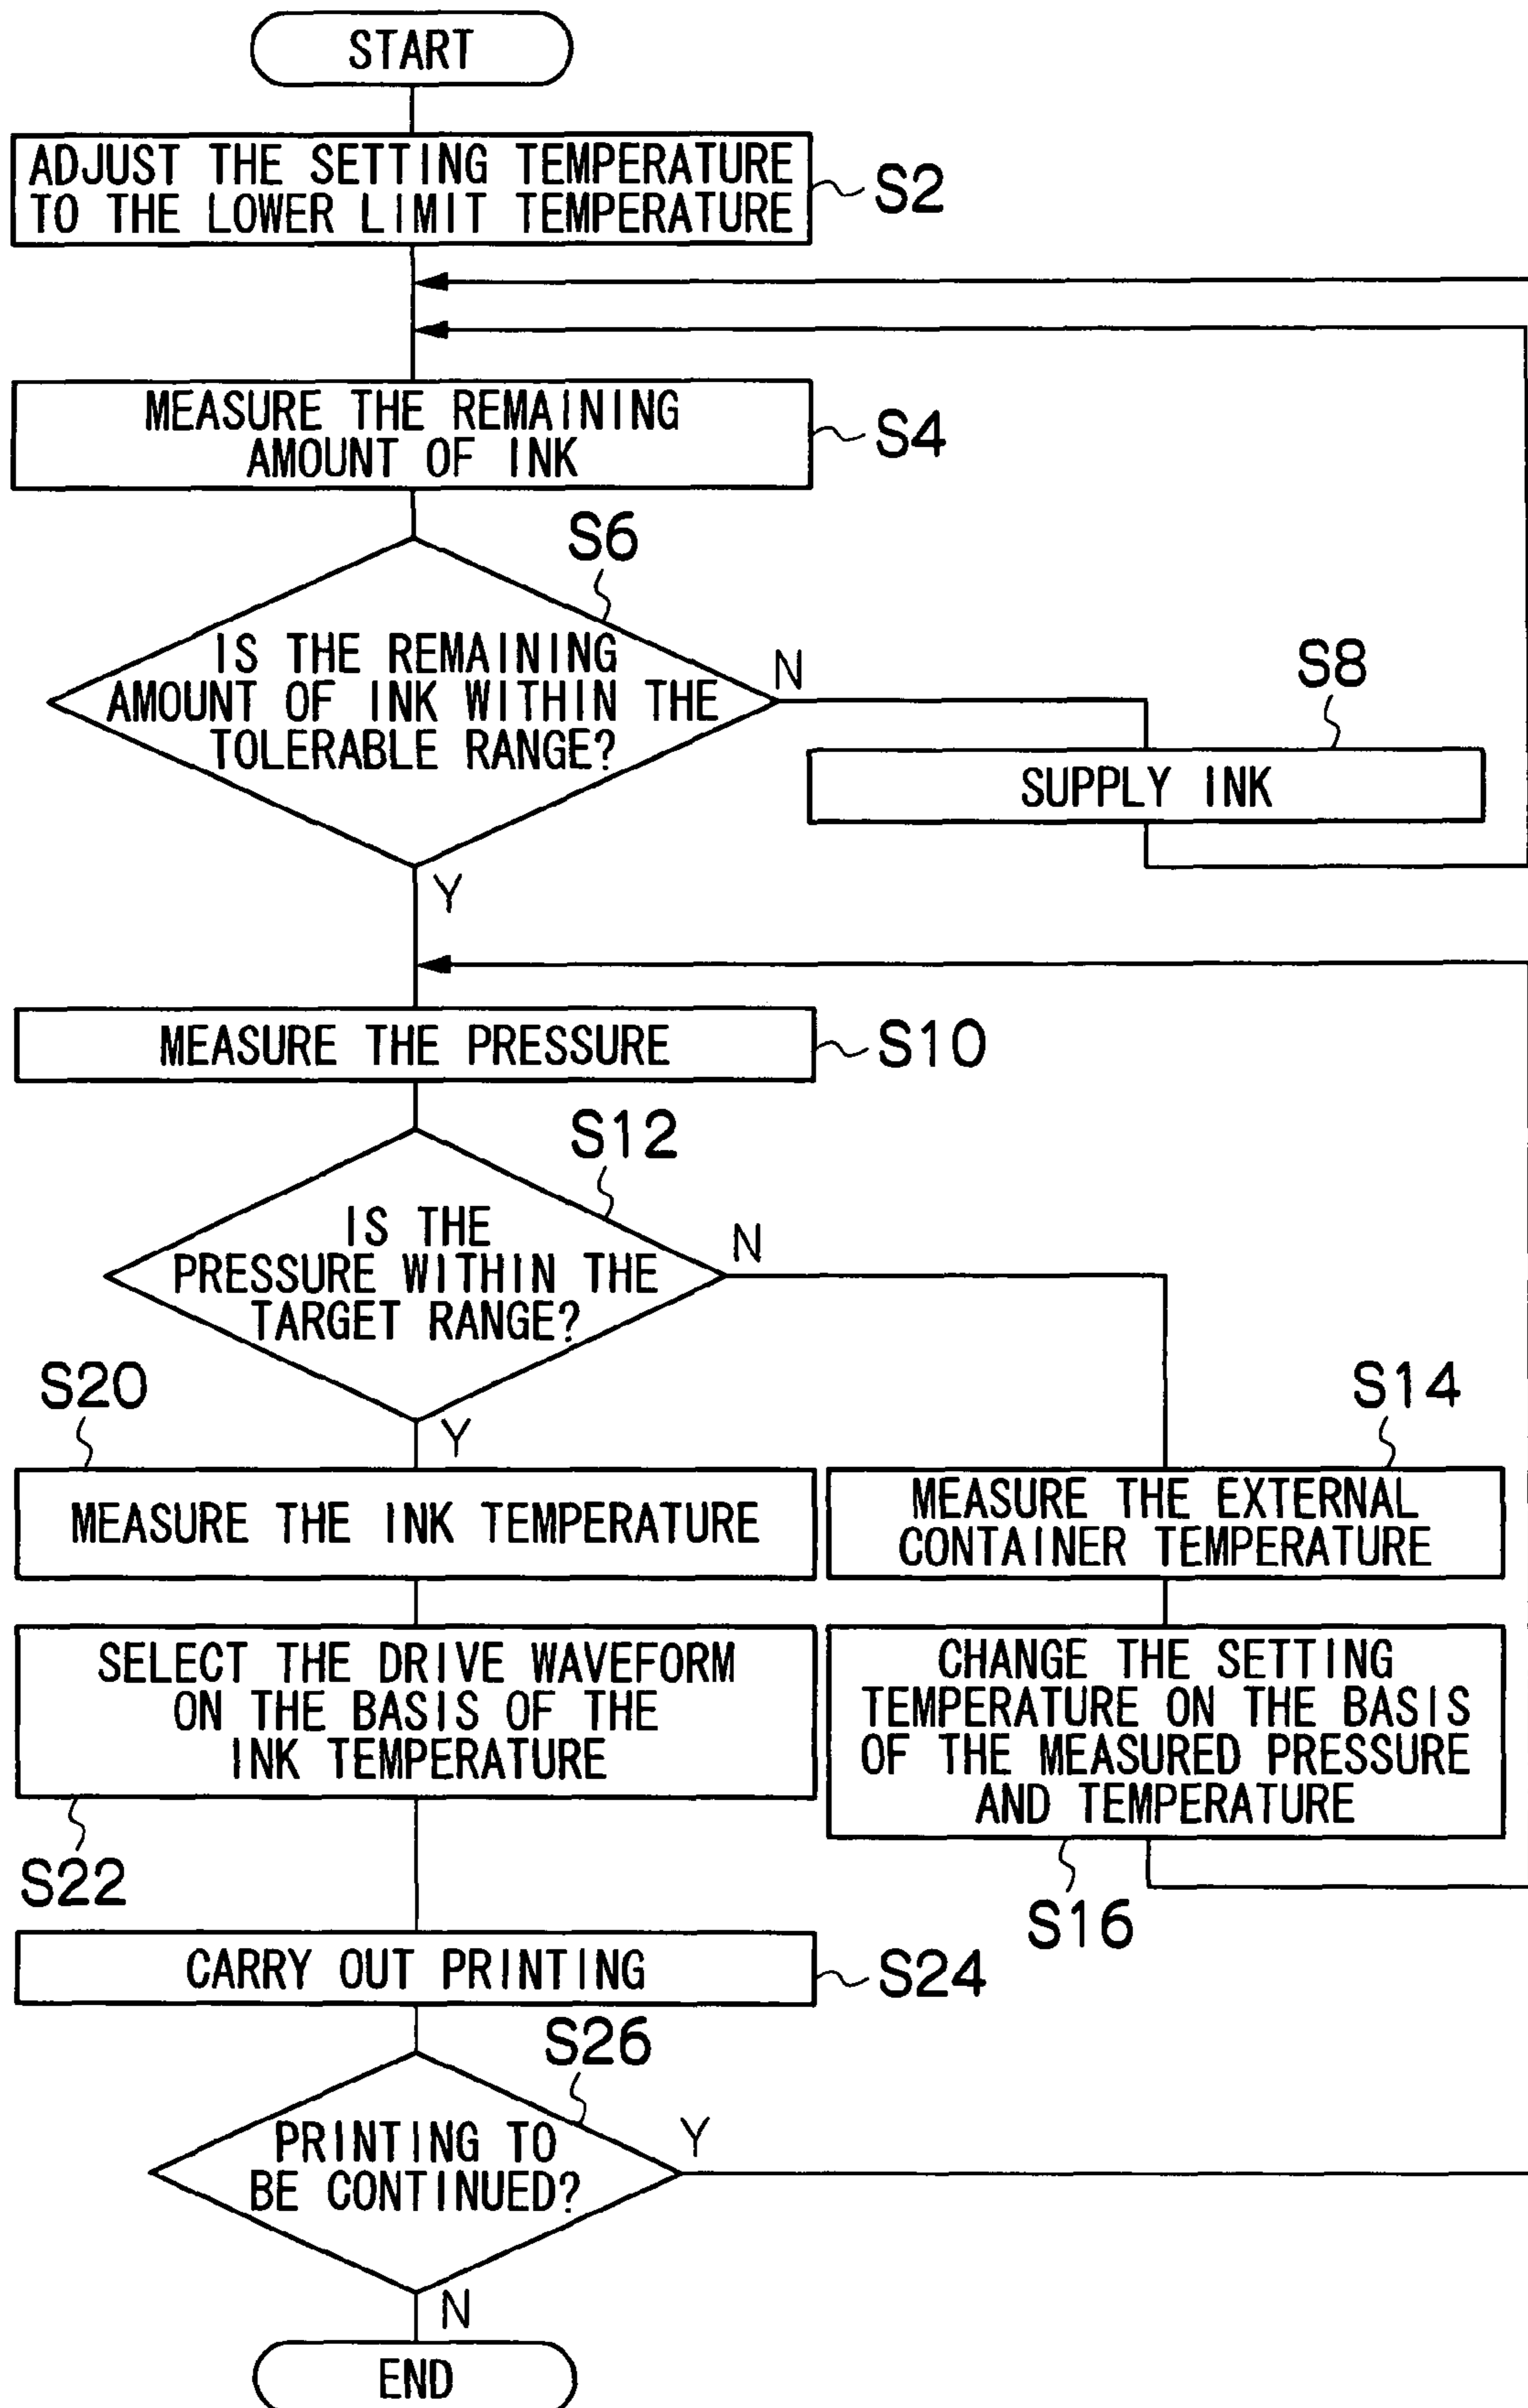 START
ADJUST THE SETTING TEMPERATURE
TO THE LOWER LIMIT TEMPERATURE
S2
MEASURE THE REMAINING
AMOUNT OF INK
S4
S6
IS THE REMAINING
AMOUNT OF INK WITHIN THE
TOLERABLE RANGE?
N
S8
SUPPLY INK
Y
MEASURE THE PRESSURE
S10
S12
IS THE
PRESSURE WITHIN THE
TARGET RANGE?
N
S20
Y
S14
MEASURE THE INK TEMPERATURE
MEASURE THE EXTERNAL
CONTAINER TEMPERATURE
SELECT THE DRIVE WAVEFORM
ON THE BASIS OF THE
INK TEMPERATURE
S22
CHANGE THE SETTING
TEMPERATURE ON THE BASIS
OF THE MEASURED PRESSURE
AND TEMPERATURE
S16
CARRY OUT PRINTING
S24
S26
PRINTING TO
BE CONTINUED?
Y
N
END